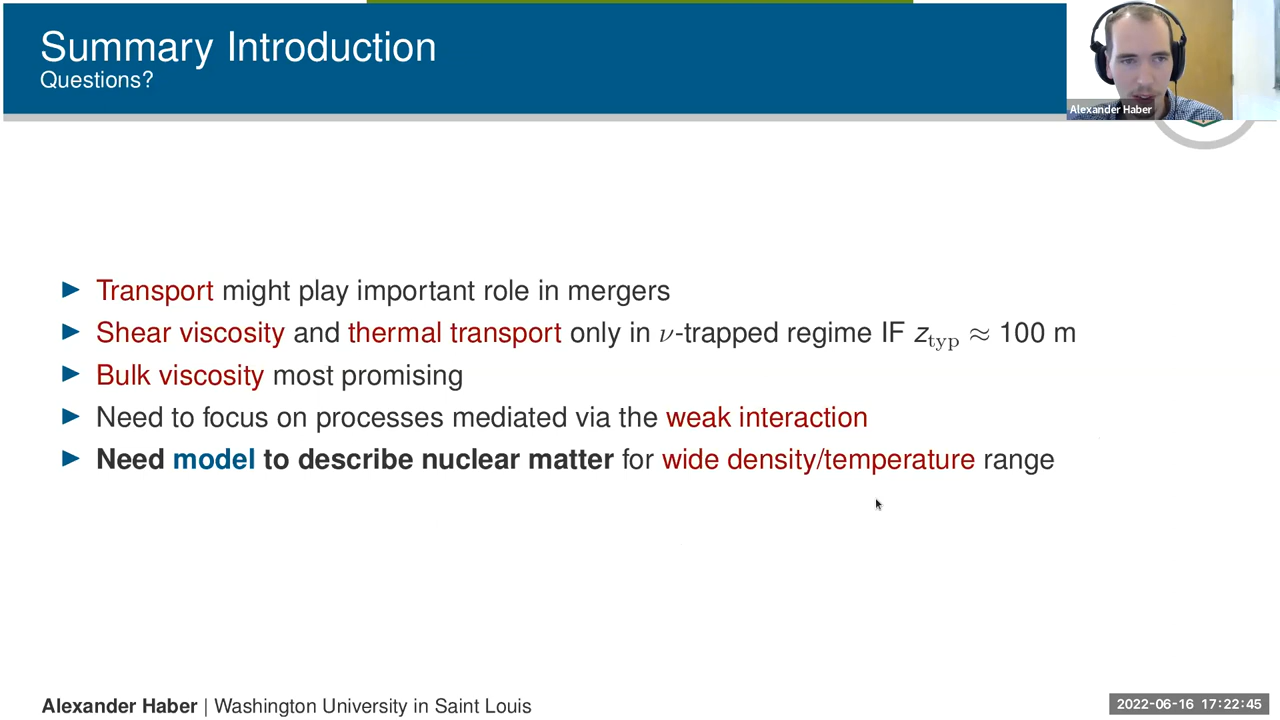 Summary Introduction
Questions?
Alexander Haber
Transport might play important role in mergers
Shear viscosity and thermal transport only in ν-trapped regime IF z_typ ≈ 100 m
Bulk viscosity most promising
Need to focus on processes mediated via the weak interaction
Need model to describe nuclear matter for wide density/temperature range
Alexander Haber | Washington University in Saint Louis
2022-06-16 17:22:45